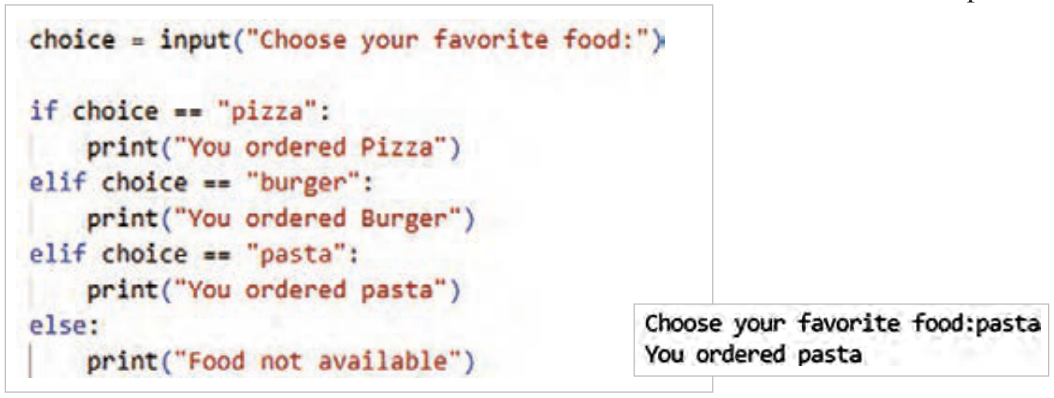 choice = input("Choose your favorite food:")
if choice == "pizza":
    print("You ordered Pizza")
elif choice == "burger":
    print("You ordered Burger")
elif choice == "pasta":
    print("You ordered pasta")
else:
    print("Food not available")
Choose your favorite food:pasta
You ordered pasta